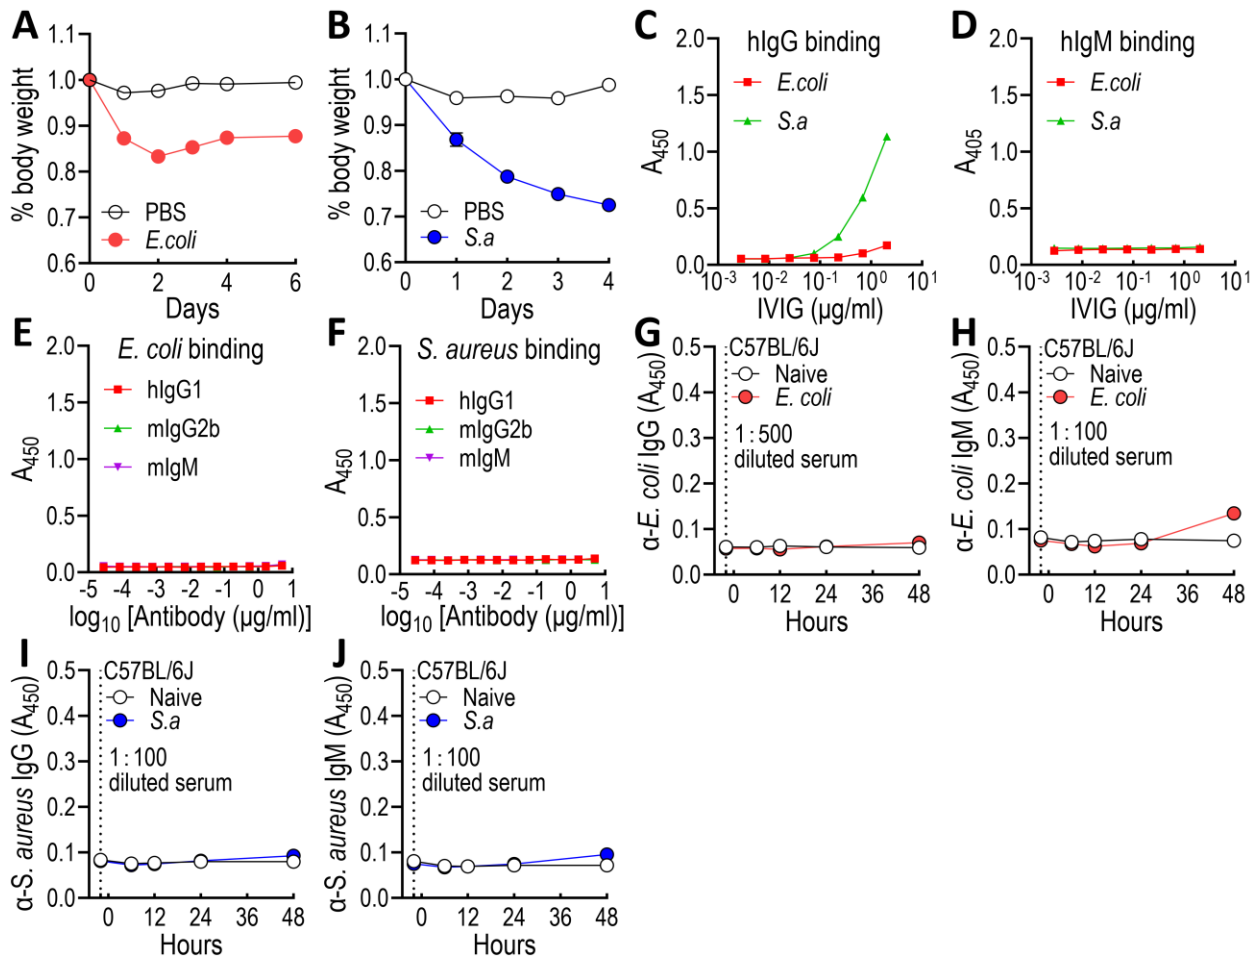 A
% body weight
1.1
1.0
0.9
0.8
0.7
0.6
PBS
E.coli
0 2 4 6
Days
B
% body weight
1.1
1.0
0.9
0.8
0.7
0.6
PBS
S.a
0 1 2 3 4
Days
C
hIgG binding
A450
2.0
1.5
1.0
0.5
0.0
E.coli
S.a
10-3 10-2 10-1 100 101
IVIG (µg/ml)
D
hIgM binding
A405
2.0
1.5
1.0
0.5
0.0
E.coli
S.a
10-3 10-2 10-1 100 101
IVIG (µg/ml)
E
E. coli binding
A450
2.0
1.5
1.0
0.5
0.0
hIgG1
mIgG2b
mIgM
-5 -4 -3 -2 -1 0 1
log10 [Antibody (µg/ml)]
F
S. aureus binding
A450
2.0
1.5
1.0
0.5
0.0
hIgG1
mIgG2b
mIgM
-5 -4 -3 -2 -1 0 1
log10 [Antibody (µg/ml)]
G
α-E. coli IgG (A450)
0.5
0.4
0.3
0.2
0.1
0.0
C57BL/6J
Naive
E. coli
1:500
diluted serum
0 12 24 36 48
Hours
H
α-E. coli IgM (A450)
0.5
0.4
0.3
0.2
0.1
0.0
C57BL/6J
Naive
E. coli
1:100
diluted serum
0 12 24 36 48
Hours
I
α-S. aureus IgG (A450)
0.5
0.4
0.3
0.2
0.1
0.0
C57BL/6J
Naive
S.a
1:100
diluted serum
0 12 24 36 48
Hours
J
α-S. aureus IgM (A450)
0.5
0.4
0.3
0.2
0.1
0.0
C57BL/6J
Naive
S.a
1:100
diluted serum
0 12 24 36 48
Hours